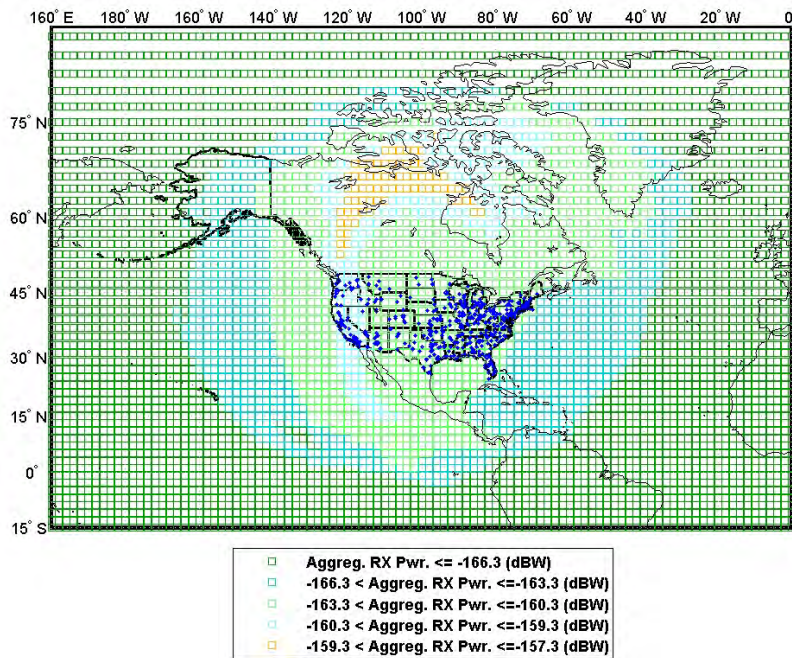 160° E 180° W 160° W 140° W 120° W 100° W 80° W 60° W 40° W 20° W 0°
75° N
60° N
45° N
30° N
15° N
0°
15° S
Aggreg. RX Pwr. <= -166.3 (dBW)
-166.3 < Aggreg. RX Pwr. <=-163.3 (dBW)
-163.3 < Aggreg. RX Pwr. <=-160.3 (dBW)
-160.3 < Aggreg. RX Pwr. <=-159.3 (dBW)
-159.3 < Aggreg. RX Pwr. <=-157.3 (dBW)